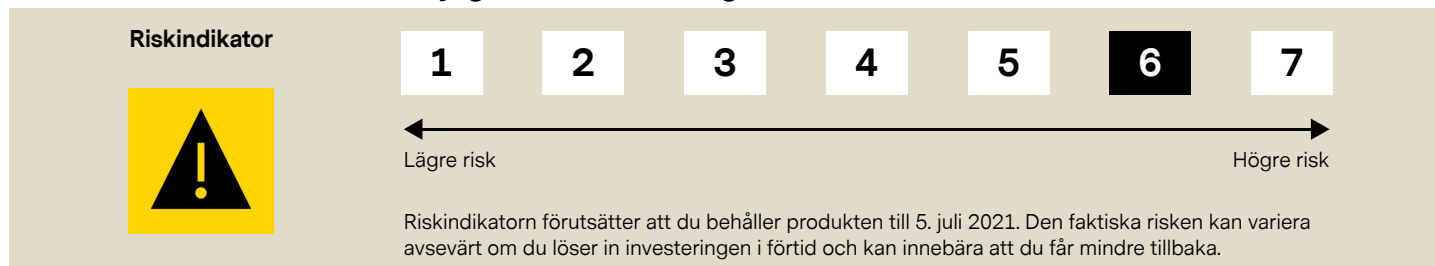 Riskindikator
1 2 3 4 5 6 7
Lägre risk Högre risk
Riskindikatorn förutsätter att du behåller produkten till 5. juli 2021. Den faktiska risken kan variera
avsevärt om du löser in investeringen i förtid och kan innebära att du får mindre tillbaka.